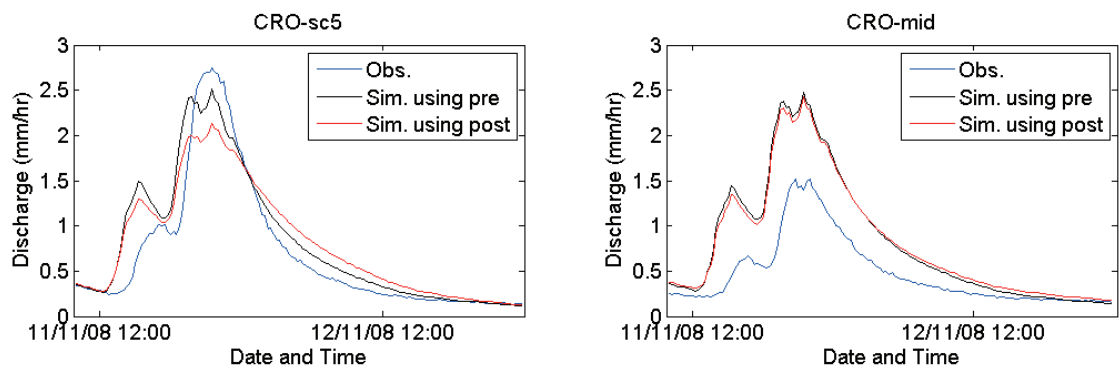 CRO-sc5
3
2.5
2
1.5
1
0.5
0
Discharge (mm/hr)
Obs.
Sim. using pre
Sim. using post
11/11/08 12:00
12/11/08 12:00
Date and Time
CRO-mid
3
2.5
2
1.5
1
0.5
0
Discharge (mm/hr)
Obs.
Sim. using pre
Sim. using post
11/11/08 12:00
12/11/08 12:00
Date and Time